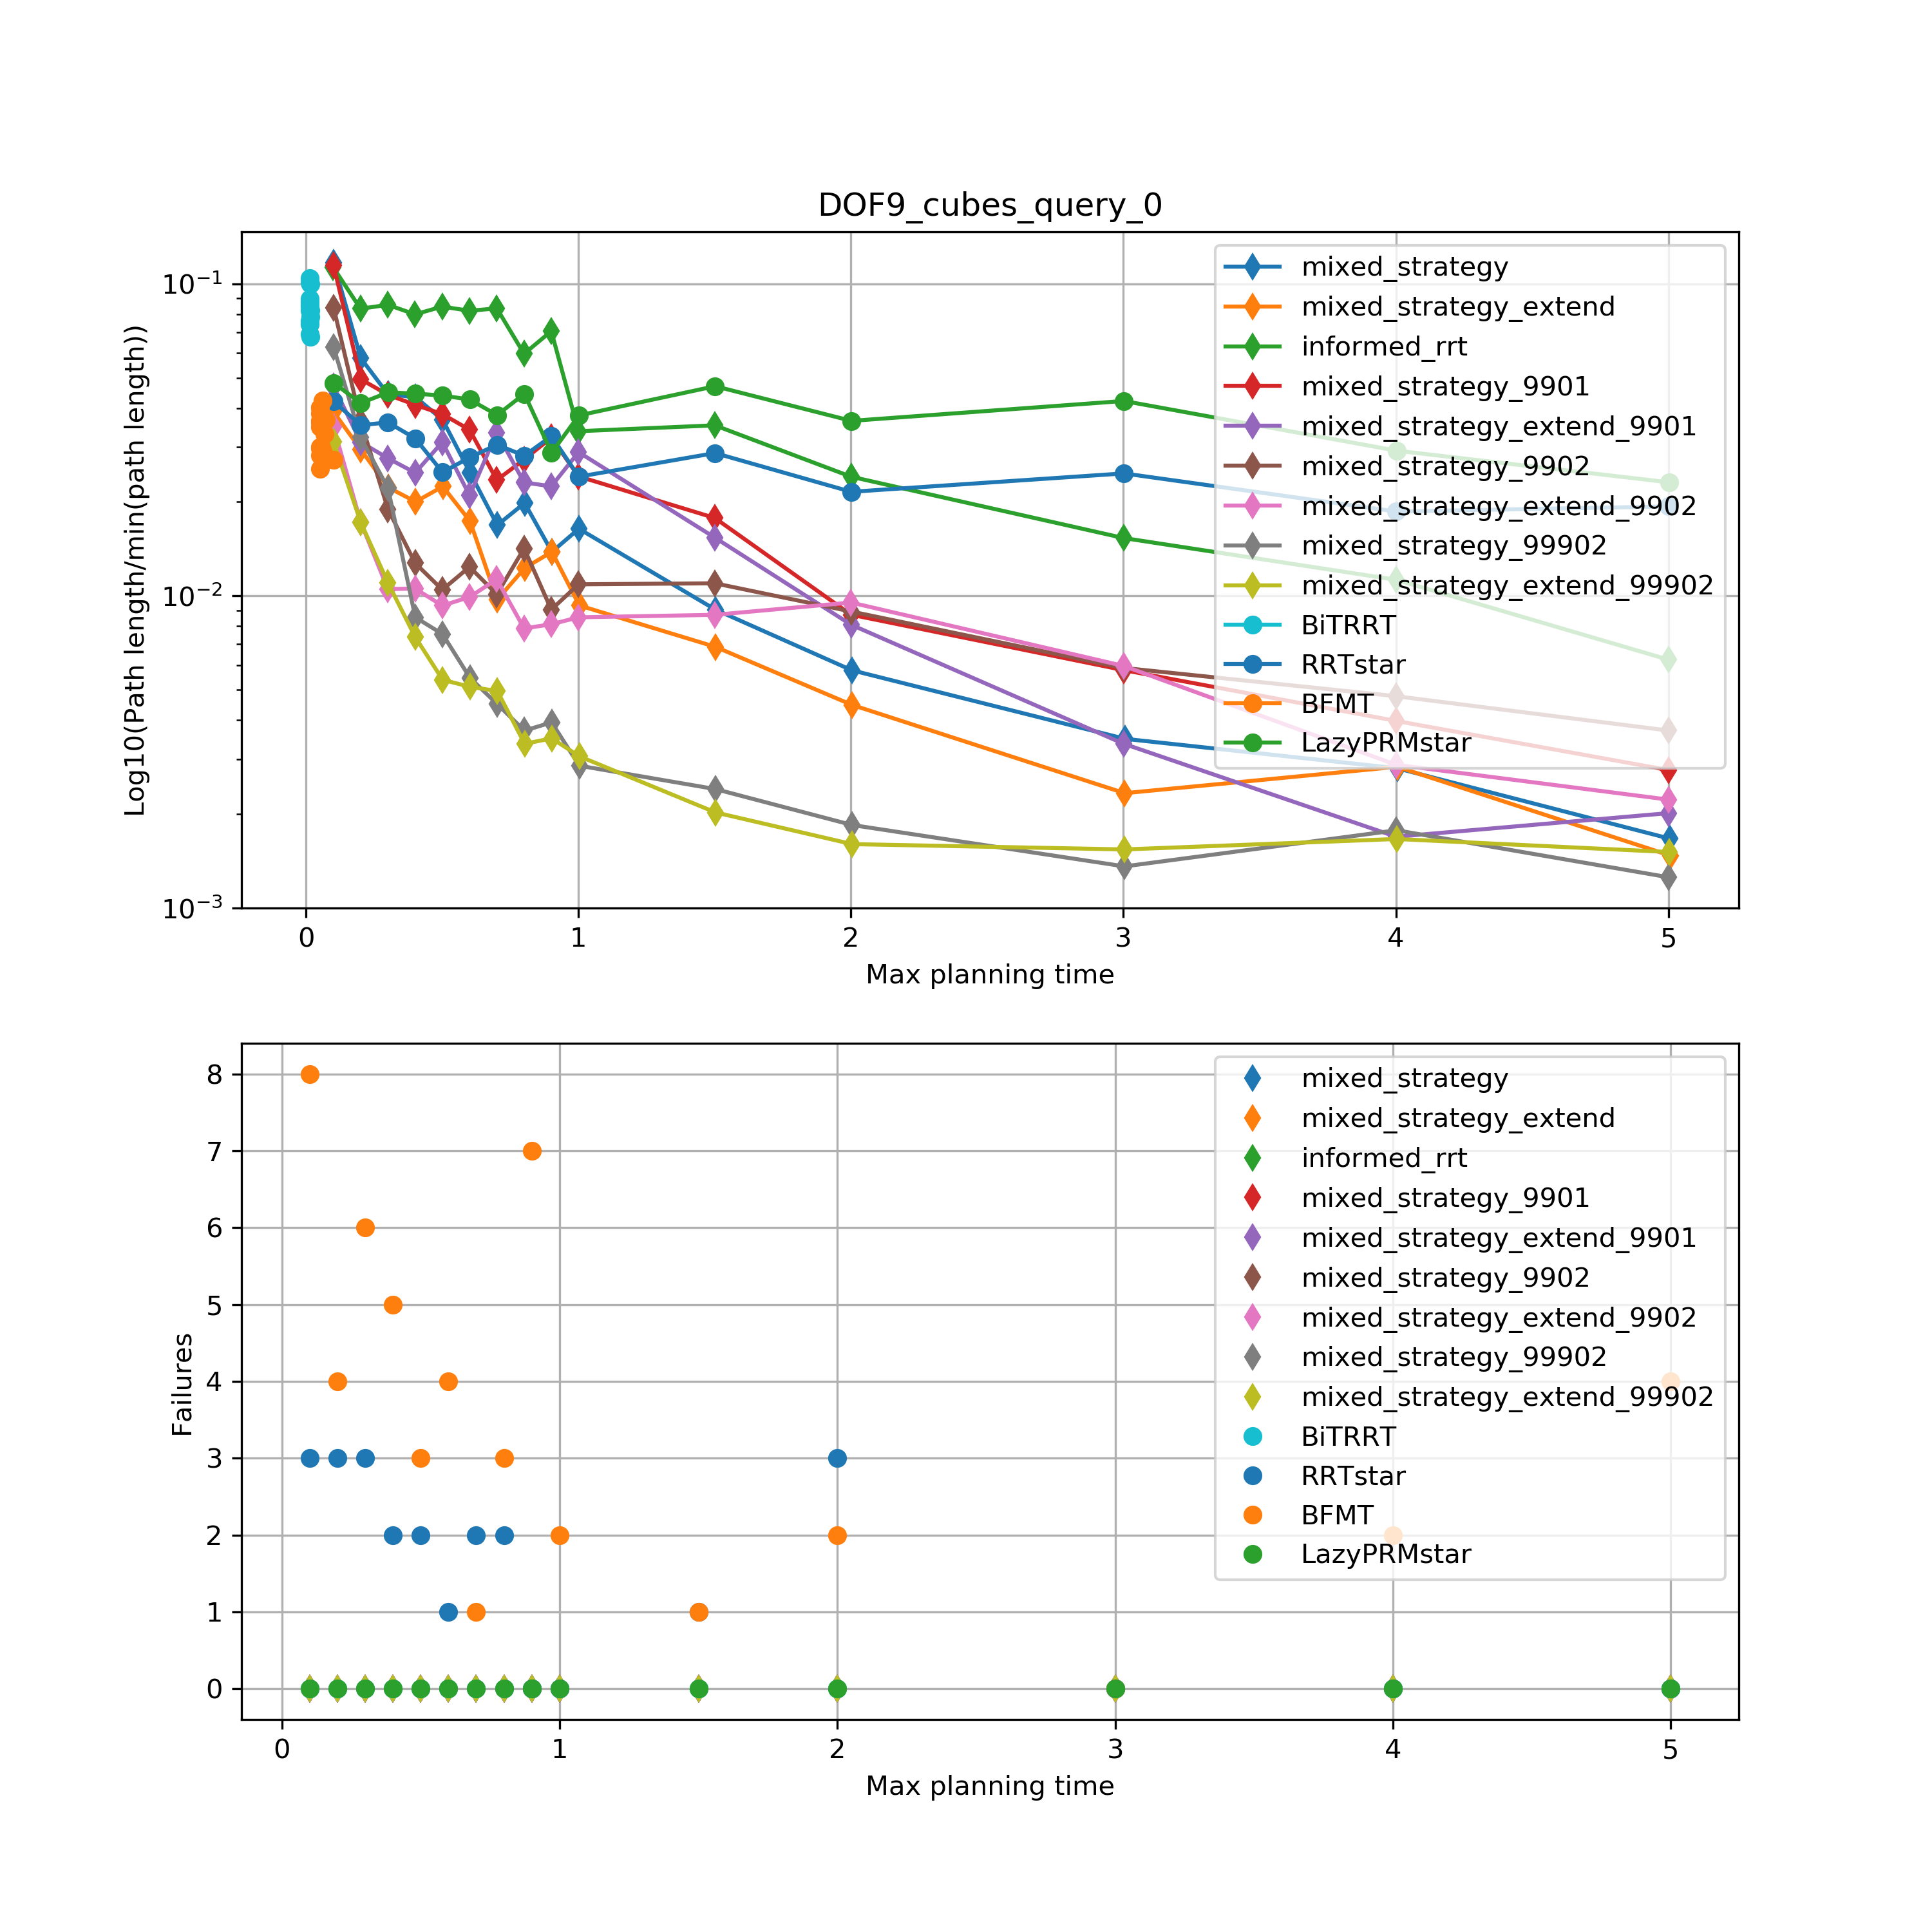 DOF9_cubes_query_0
Log10(Path length/min(path length))
10⁻¹
10⁻²
10⁻³
mixed_strategy
mixed_strategy_extend
informed_rrt
mixed_strategy_9901
mixed_strategy_extend_9901
mixed_strategy_9902
mixed_strategy_extend_9902
mixed_strategy_99902
mixed_strategy_extend_99902
BiTRRT
RRTstar
BFMT
LazyPRMstar
0 1 2 3 4 5
Max planning time
Failures
8
7
6
5
4
3
2
1
0
mixed_strategy
mixed_strategy_extend
informed_rrt
mixed_strategy_9901
mixed_strategy_extend_9901
mixed_strategy_9902
mixed_strategy_extend_9902
mixed_strategy_99902
mixed_strategy_extend_99902
BiTRRT
RRTstar
BFMT
LazyPRMstar
0 1 2 3 4 5
Max planning time